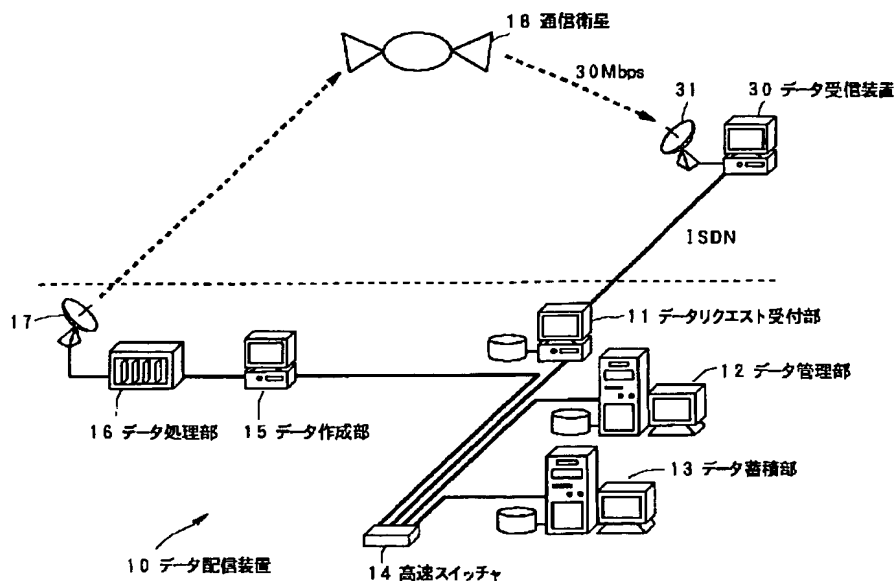 18 通信衛星
30Mbps
31
30 データ受信装置
ISDN
17
11 データリクエスト受付部
12 データ管理部
16 データ処理部
15 データ作成部
13 データ蓄積部
10 データ配信装置
14 高速スイッチャ